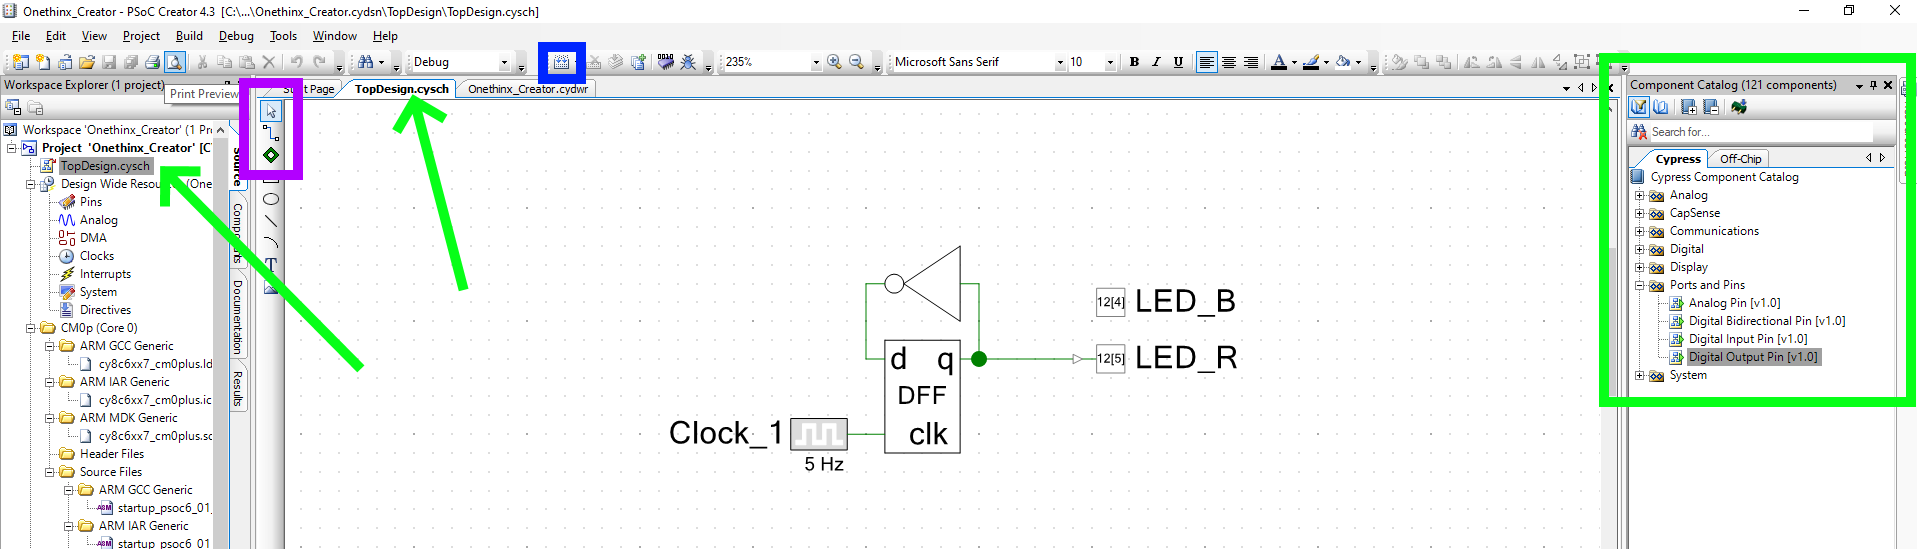 Onethinx_Creator - PSoC Creator 4.3 [C:\...\Onethinx_Creator.cydsn\TopDesign\TopDesign.cysch]
File Edit View Project Build Debug Tools Window Help
Debug 235% Microsoft Sans Serif 10 B I U A
Workspace Explorer (1 project)
Print Preview
Page TopDesign.cysch Onethinx_Creator.cydwr
Workspace 'Onethinx_Creator' (1 Pr
Project 'Onethinx_Creator' [C
TopDesign.cysch
Design Wide Resou (One
Pins
Analog
DMA
Clocks
Interrupts
System
Directives
CM0p (Core 0)
ARM GCC Generic
cy8c6xx7_cm0plus.ld
ARM IAR Generic
cy8c6xx7_cm0plus.ic
ARM MDK Generic
cy8c6xx7_cm0plus.sc
Header Files
Source Files
ARM GCC Generic
startup_psoc6_01_
ARM IAR Generic
startup_psoc6_01
Source
Components
Documentation
Results
T
12[4] LED_B
d q
12[5] LED_R
DFF
Clock_1
clk
5 Hz
Component Catalog (121 components)
Search for...
Cypress Off-Chip
Cypress Component Catalog
Analog
CapSense
Communications
Digital
Display
Ports and Pins
Analog Pin [v1.0]
Digital Bidirectional Pin [v1.0]
Digital Input Pin [v1.0]
Digital Output Pin [v1.0]
System